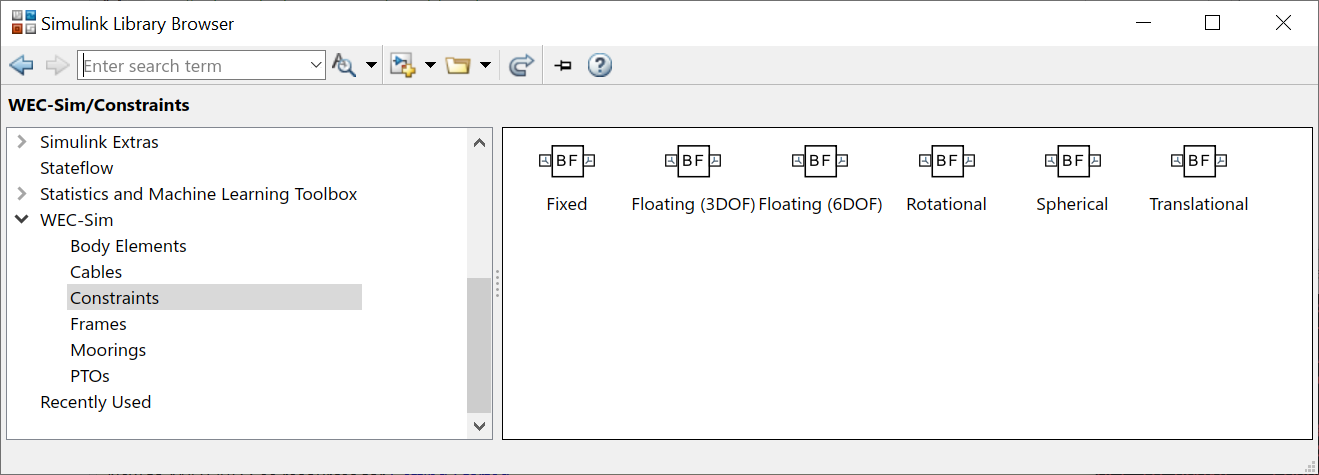 Simulink Library Browser
Enter search term
WEC-Sim/Constraints
Simulink Extras
Stateflow
Statistics and Machine Learning Toolbox
WEC-Sim
Body Elements
Cables
Constraints
Frames
Moorings
PTOs
Recently Used
BF BF BF BF BF BF
Fixed Floating (3DOF) Floating (6DOF) Rotational Spherical Translational